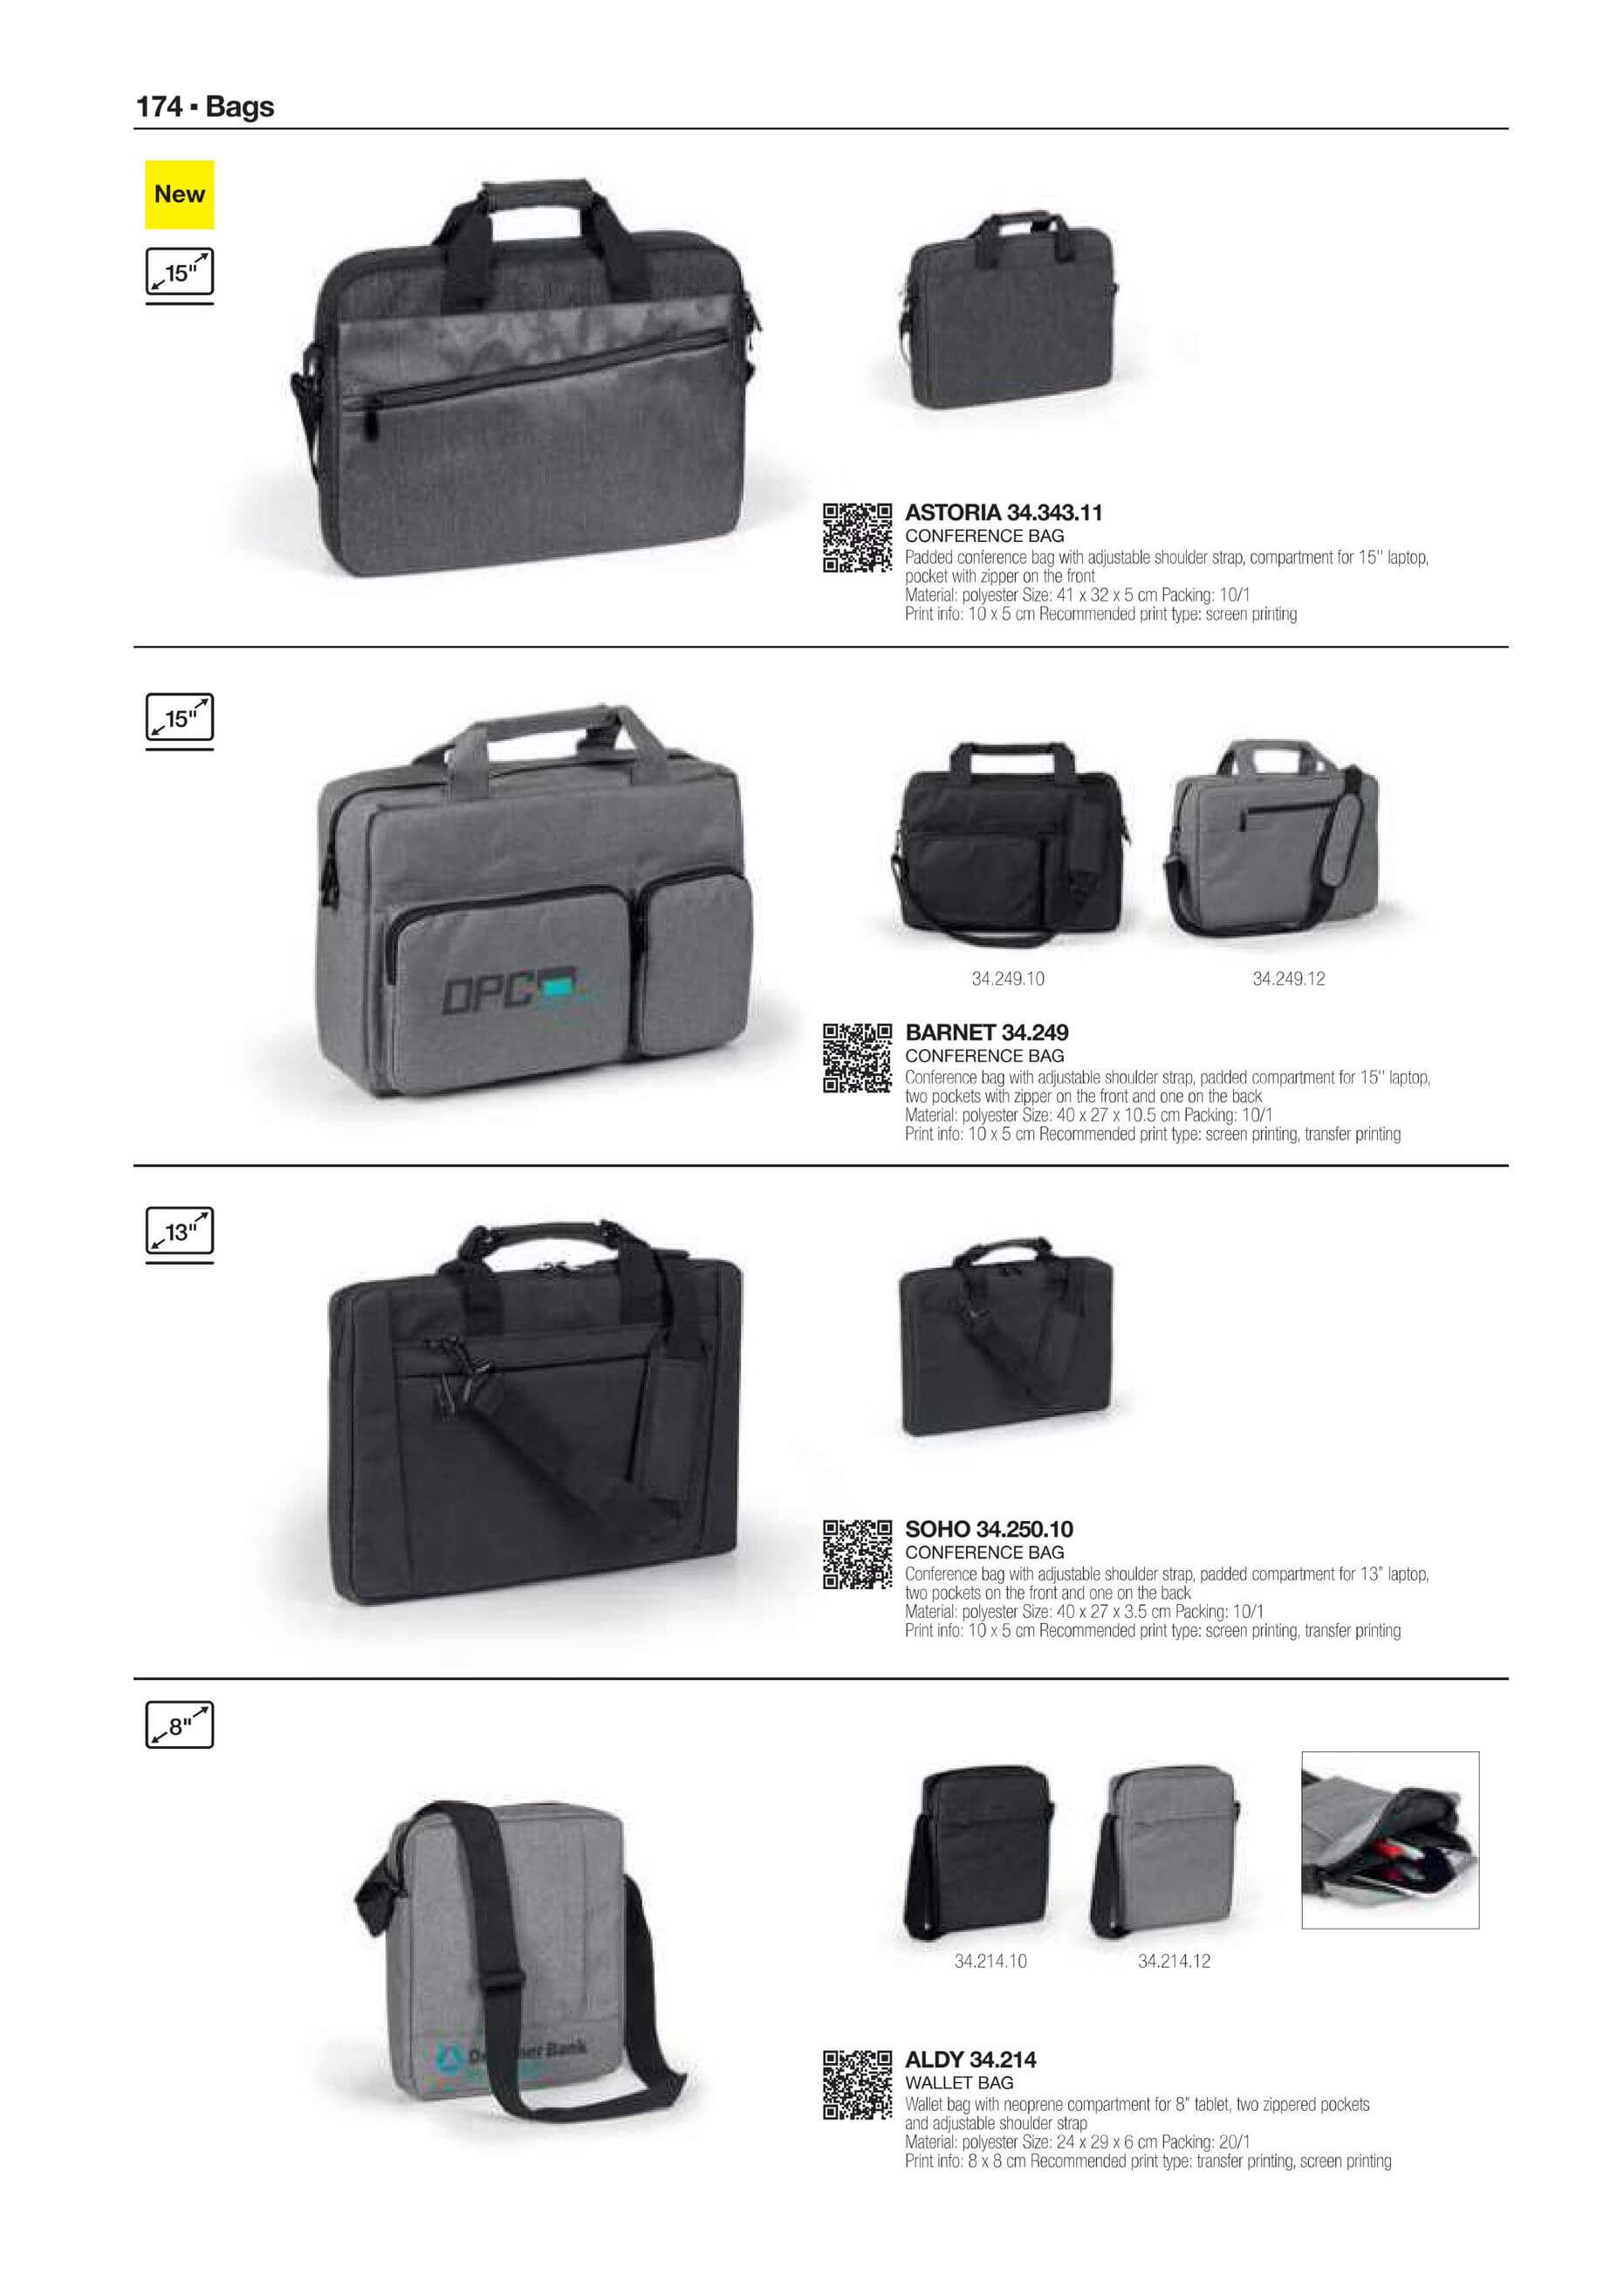 174 ▪ Bags
New
15"
ASTORIA 34.343.11
CONFERENCE BAG
Padded conference bag with adjustable shoulder strap, compartment for 15'' laptop,
pocket with zipper on the front
Material: polyester Size: 41 x 32 x 5 cm Packing: 10/1
Print info: 10 x 5 cm Recommended print type: screen printing
15"
DPC
34.249.10
34.249.12
BARNET 34.249
CONFERENCE BAG
Conference bag with adjustable shoulder strap, padded compartment for 15'' laptop,
two pockets with zipper on the front and one on the back
Material: polyester Size: 40 x 27 x 10.5 cm Packing: 10/1
Print info: 10 x 5 cm Recommended print type: screen printing, transfer printing
13"
SOHO 34.250.10
CONFERENCE BAG
Conference bag with adjustable shoulder strap, padded compartment for 13" laptop,
two pockets on the front and one on the back
Material: polyester Size: 40 x 27 x 3.5 cm Packing: 10/1
Print info: 10 x 5 cm Recommended print type: screen printing, transfer printing
8"
34.214.10
34.214.12
Bank
ALDY 34.214
WALLET BAG
Wallet bag with neoprene compartment for 8" tablet, two zippered pockets
and adjustable shoulder strap
Material: polyester Size: 24 x 29 x 6 cm Packing: 20/1
Print info: 8 x 8 cm Recommended print type: transfer printing, screen printing